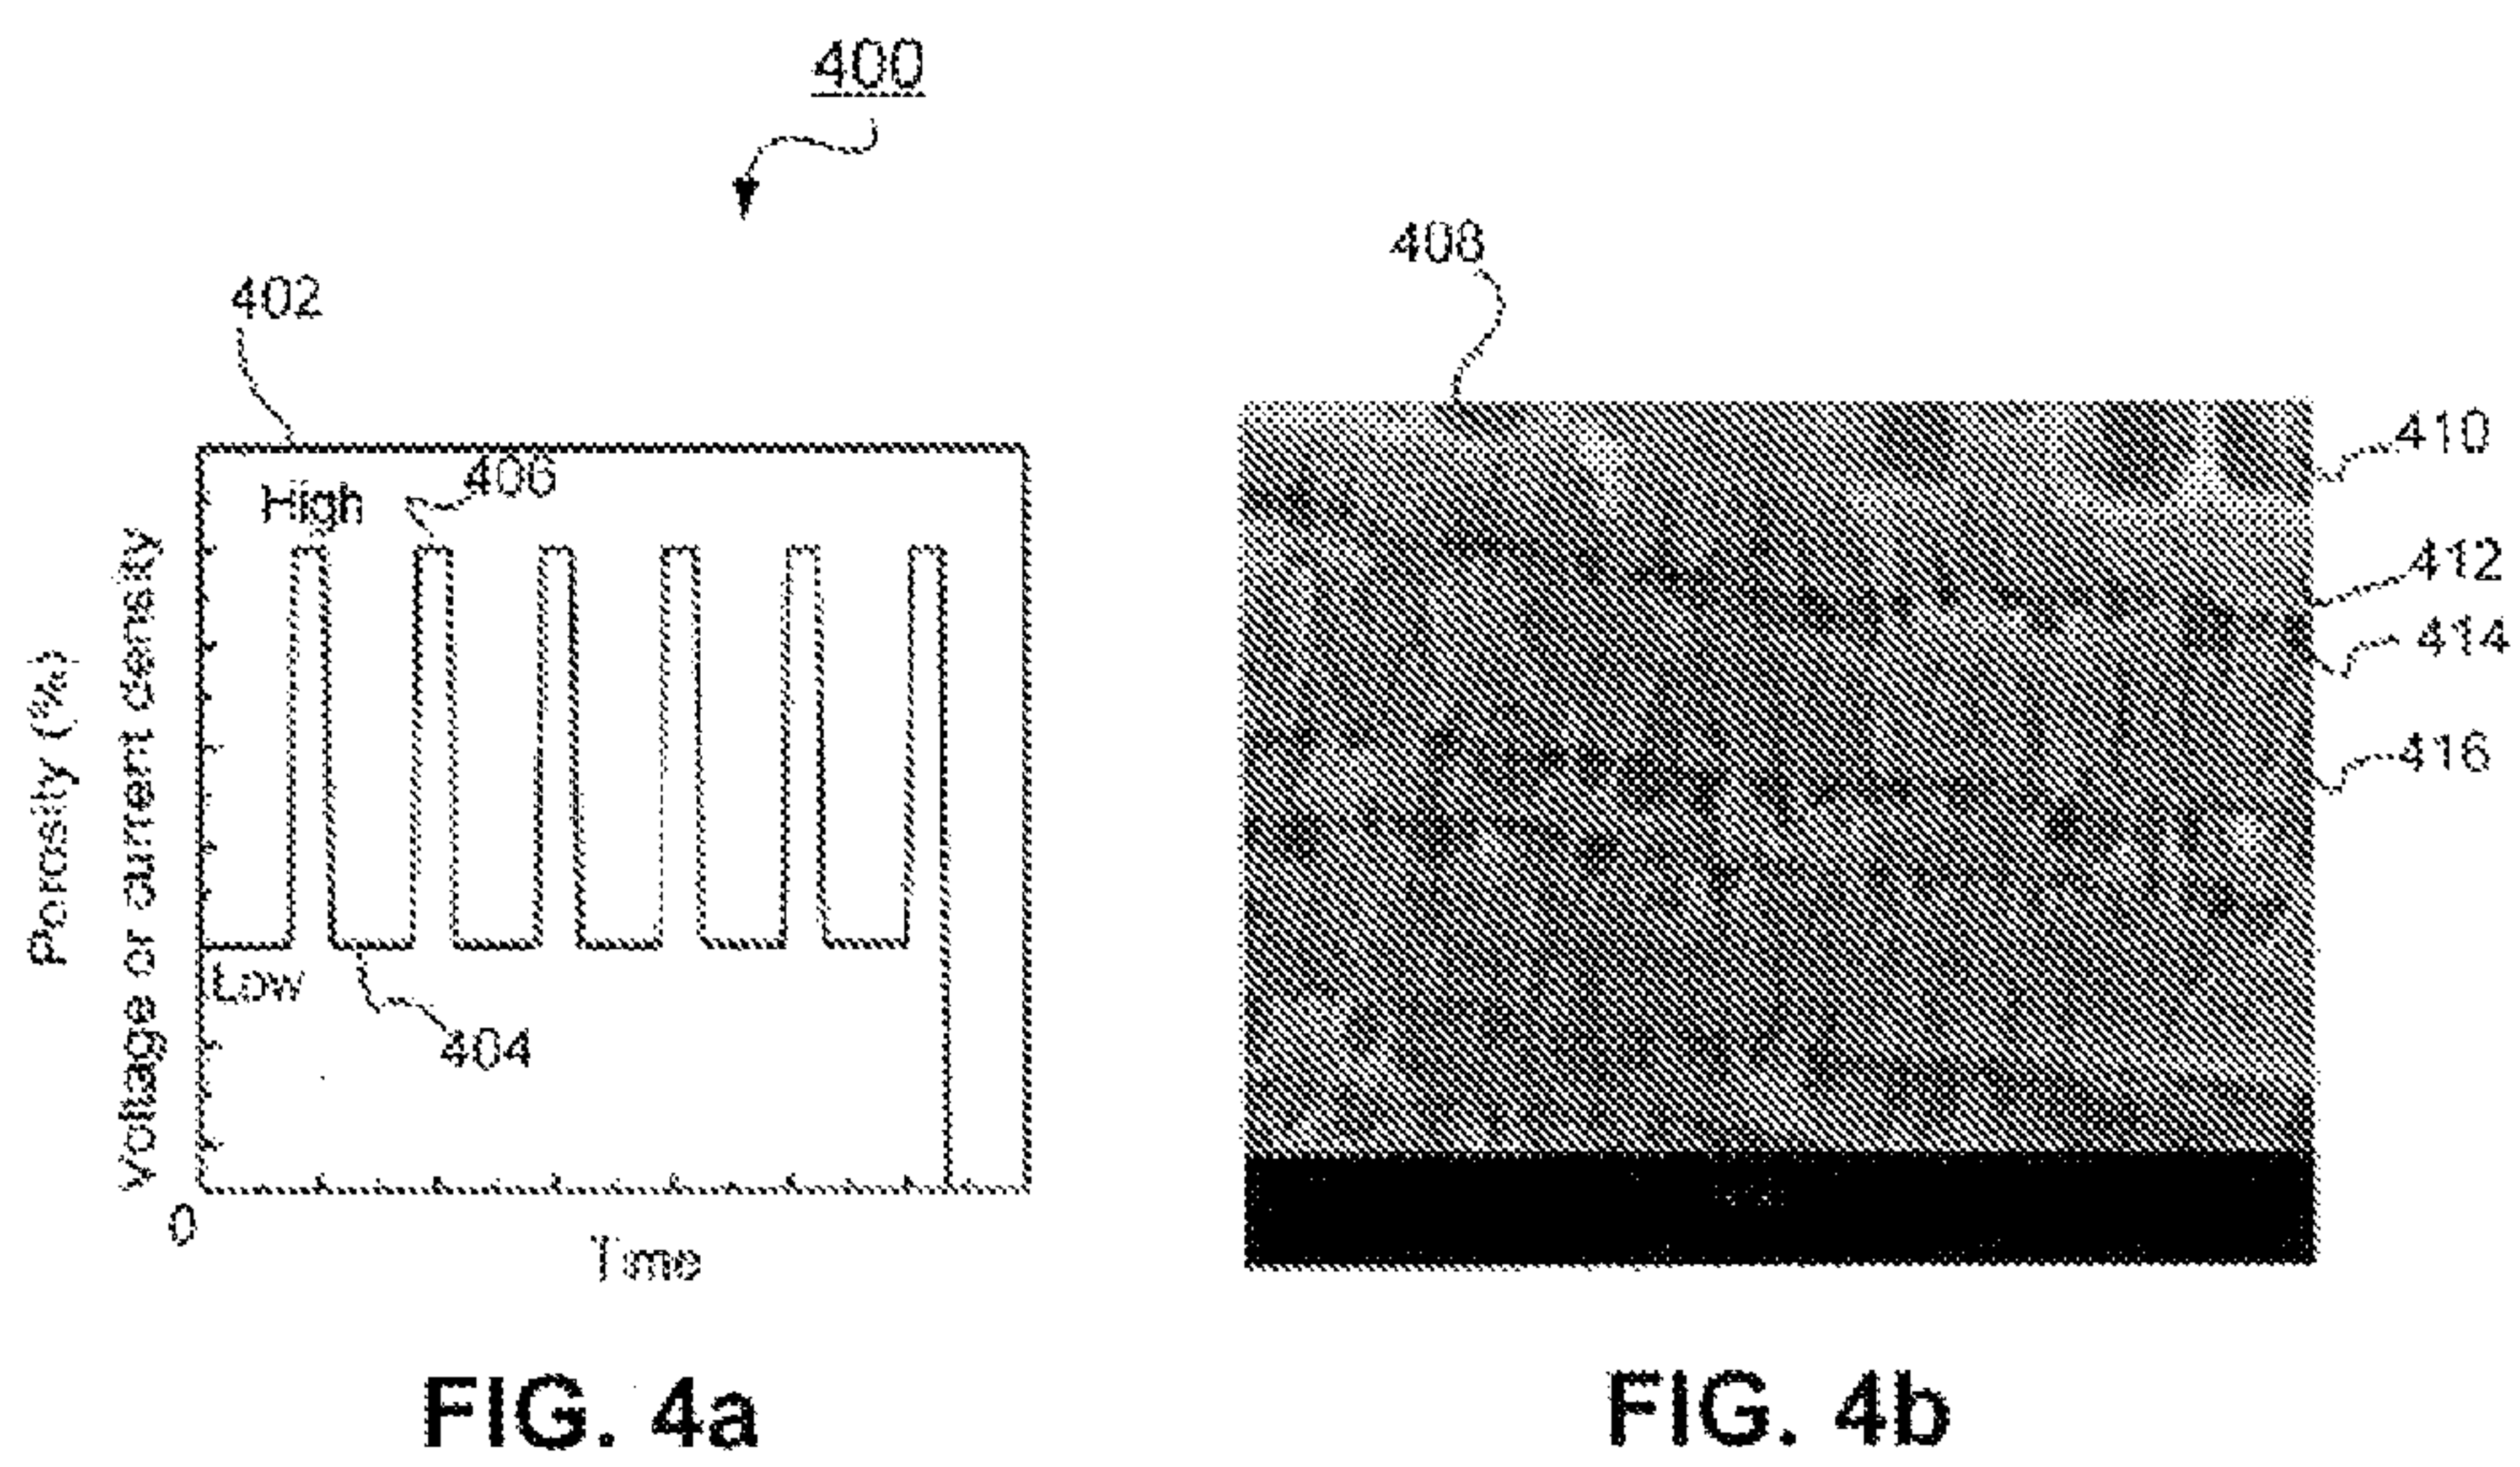 400
402
408
High
406
410
412
414
416
Porosity (%)
Voltage or current density
Low
404
0
Time
FIG. 4a
FIG. 4b